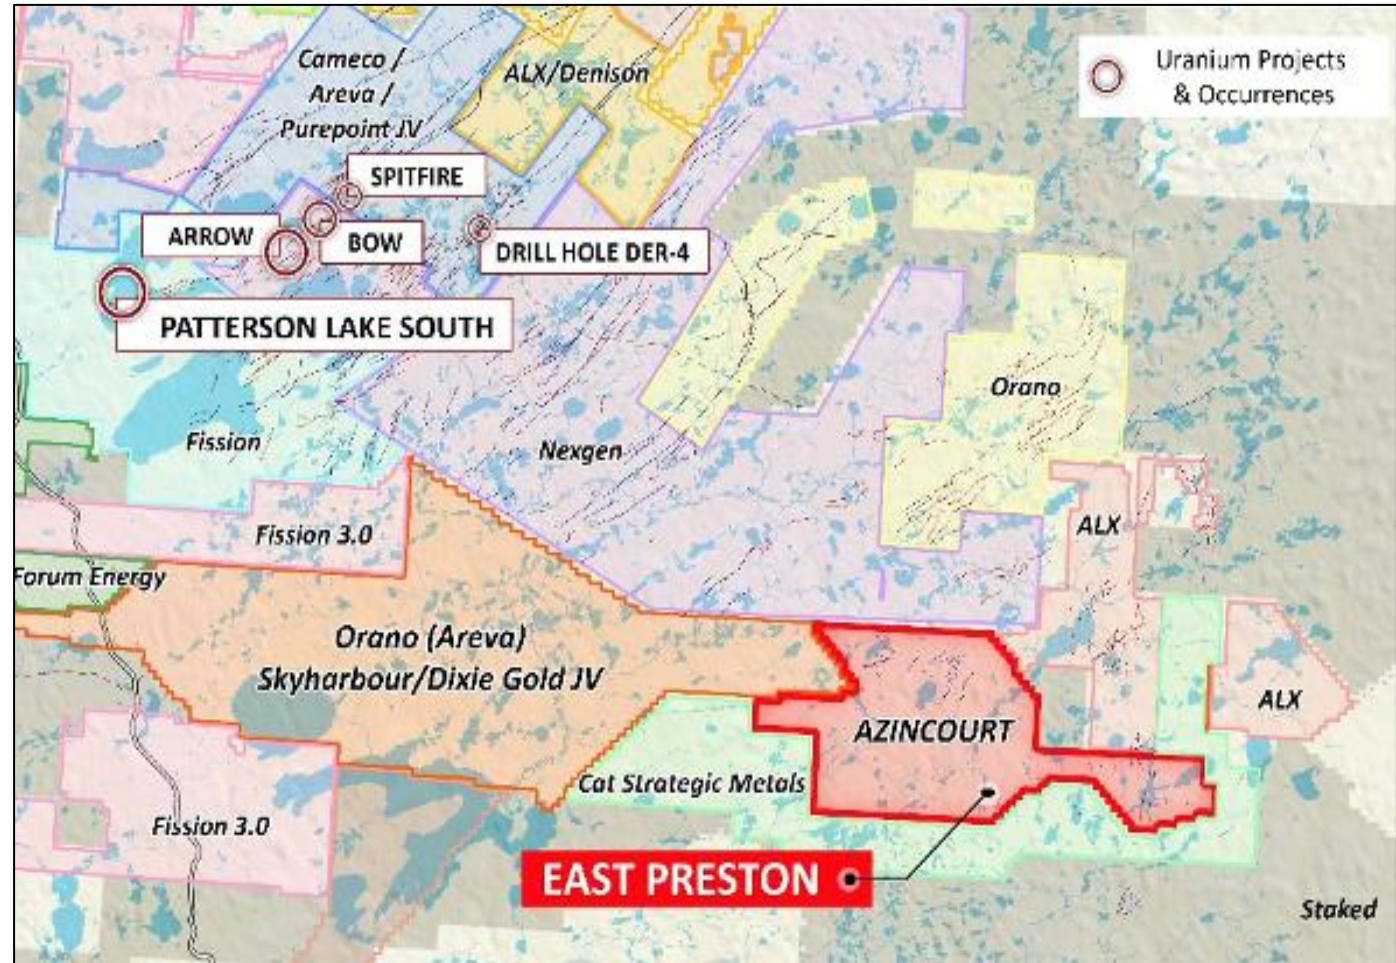 Cameco /
Areva /
Purepoint JV
ALX/Denison
Uranium Projects
& Occurrences
SPITFIRE
ARROW
BOW
DRILL HOLE DER-4
PATTERSON LAKE SOUTH
Orano
Fission
Nexgen
Fission 3.0
ALX
Forum Energy
Orano (Areva)
Skyharbour/Dixie Gold JV
ALX
AZINCOURT
Cat Strategic Metals
Fission 3.0
EAST PRESTON
Staked